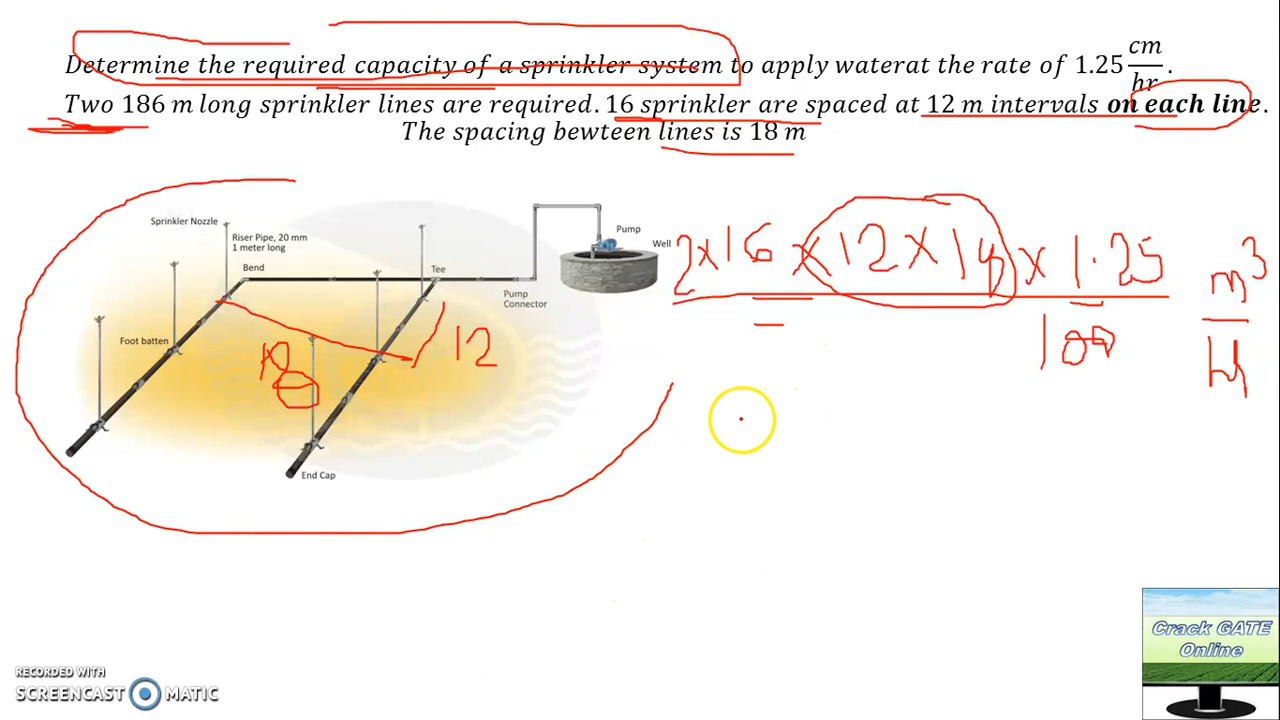 Determine the required capacity of a sprinkler system to apply waterat the rate of 1.25 cm/hr.
Two 186 m long sprinkler lines are required. 16 sprinkler are spaced at 12 m intervals on each line.
The spacing bewteen lines is 18 m
Sprinkler Nozzle
Riser Pipe, 20 mm
1 meter long
Bend
Tee
Pump
Well
Pump
Connector
Foot batten
End Cap
18
12
2×16×12×18×1.25
100
m³
hr
Crack GATE
Online
RECORDED WITH
SCREENCAST MATIC